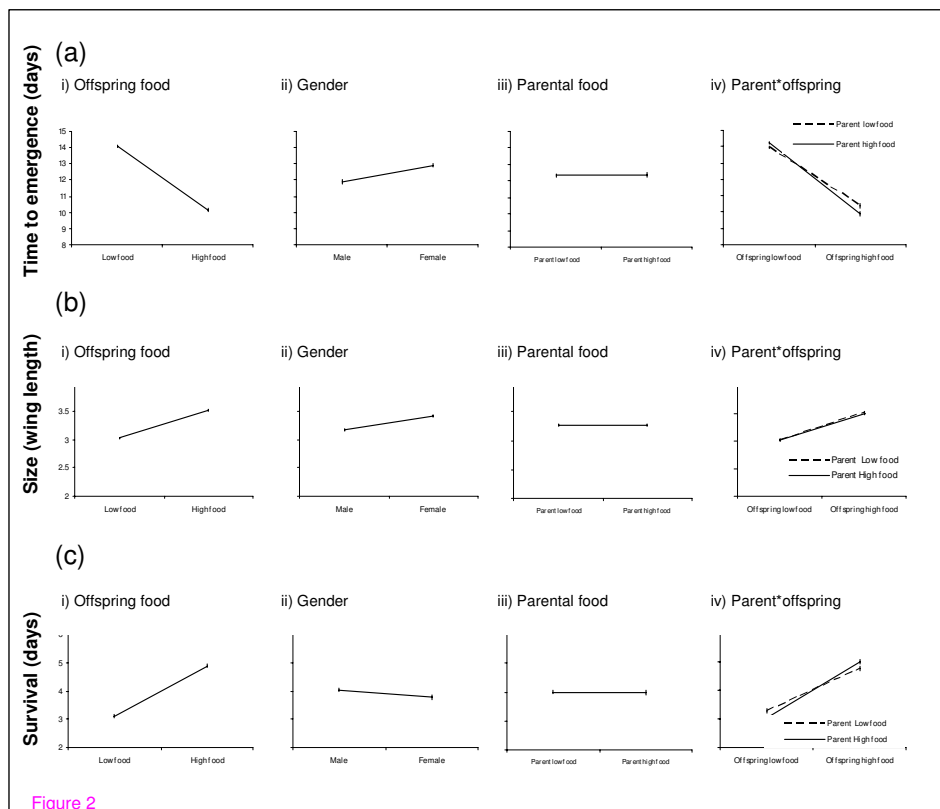 (a)
Time to emergence (days)
i) Offspring food
ii) Gender
iii) Parental food
iv) Parent*offspring
15
14
13
12
11
10
9
8
Low food
High food
Male
Female
Parent low food
Parent high food
Parent low food
Parent high food
Offspring low food
Offspring high food
(b)
Size (wing length)
i) Offspring food
ii) Gender
iii) Parental food
iv) Parent*offspring
3.5
3
2.5
2
Low food
High food
Male
Female
Parent low food
Parent high food
Parent Low food
Parent High food
Offspring low food
Offspring high food
(c)
Survival (days)
i) Offspring food
ii) Gender
iii) Parental food
iv) Parent*offspring
5
4
3
2
Low food
High food
Male
Female
Parent low food
Parent high food
Parent Low food
Parent High food
Offspring low food
Offspring high food
Figure 2